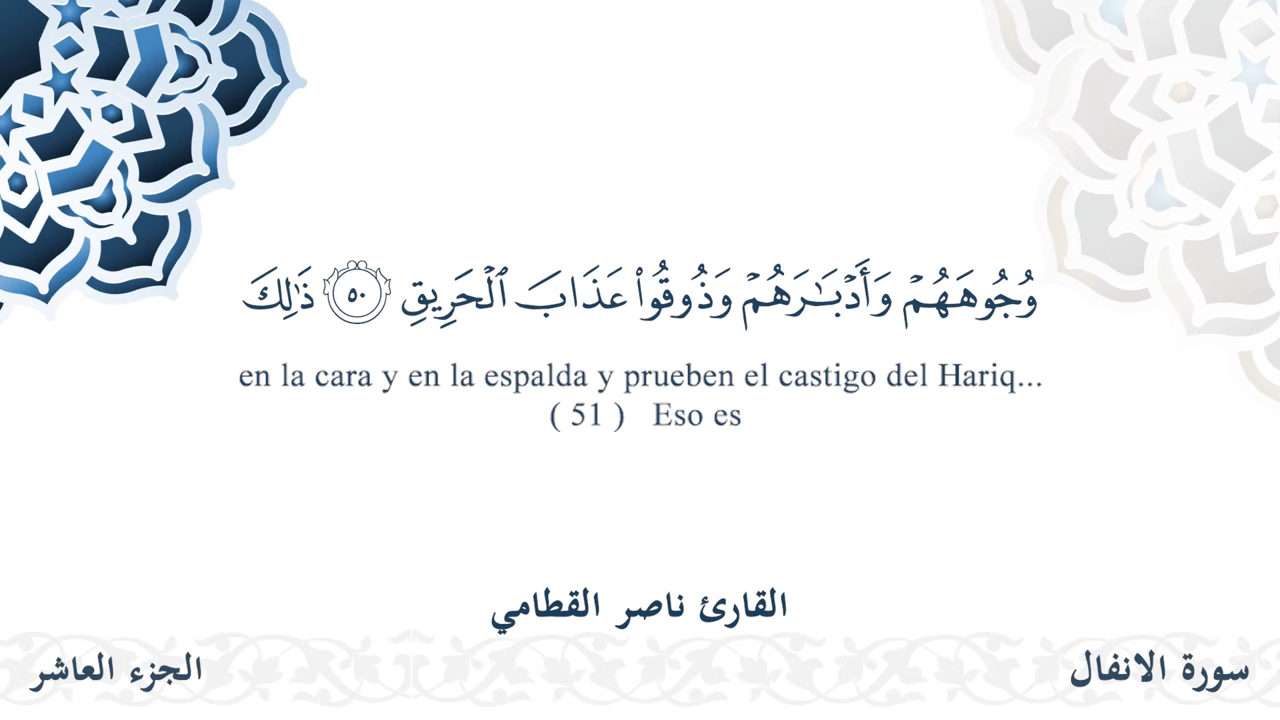 وُجُوهَهُمْ وَأَدْبَـٰرَهُمْ وَذُوقُوا۟ عَذَابَ ٱلْحَرِيقِ ٥٠ ذَٰلِكَ
en la cara y en la espalda y prueben el castigo del Hariq...
( 51 ) Eso es
القارئ ناصر القطامي
سورة الانفال
الجزء العاشر